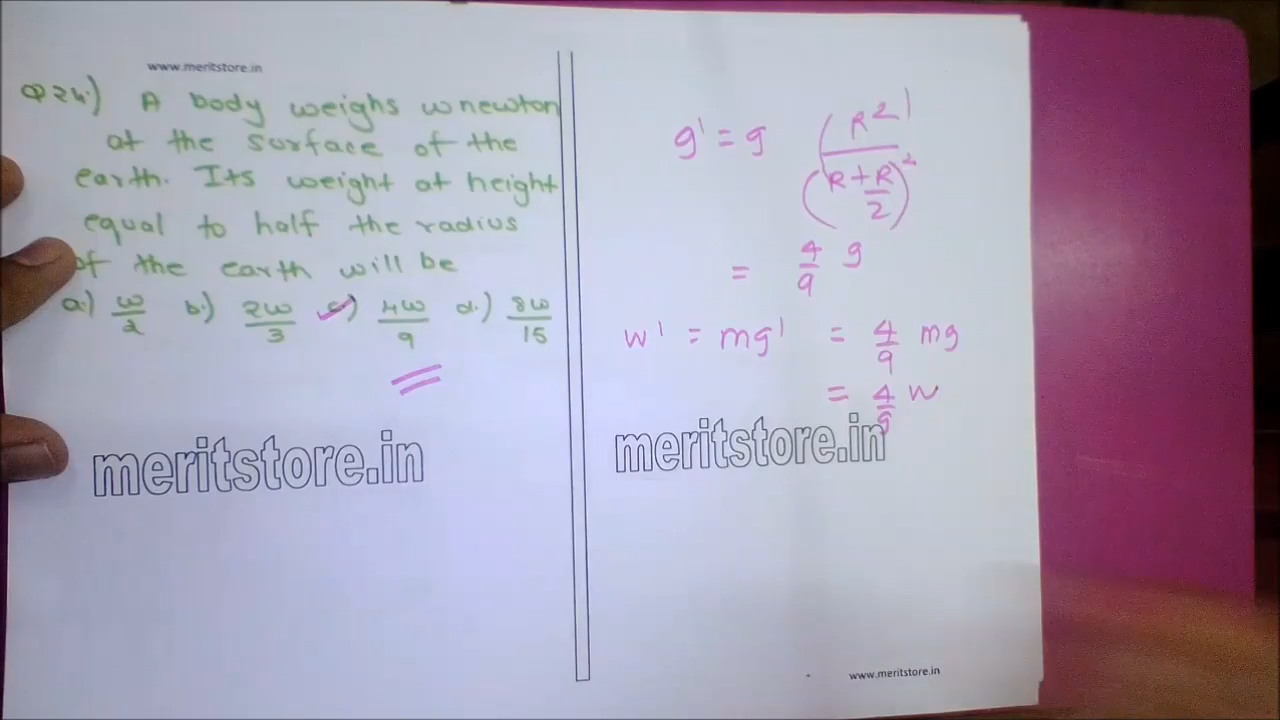 www.meritstore.in
Q24.) A body weighs w newton
at the surface of the
earth. Its weight at height
equal to half the radius
of the earth will be
a.) w/2 b.) 2w/3 c.) 4w/9 d.) 8w/15
meritstore.in
g' = g (R²/(R+R/2)²)
= 4/9 g
w' = mg' = 4/9 mg
= 4/9 w
meritstore.in
www.meritstore.in